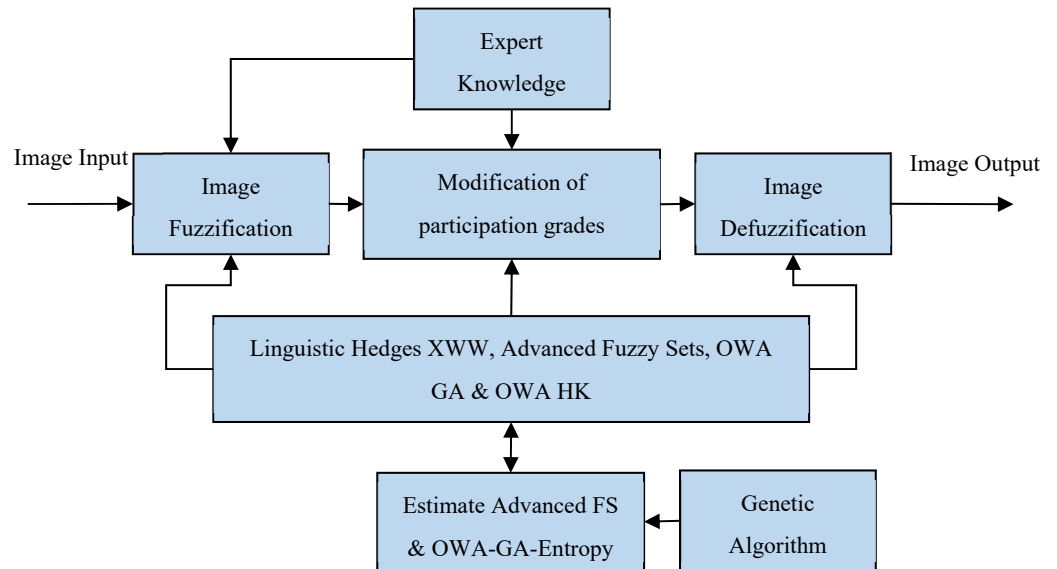 Expert
Knowledge
Image Input
Image
Fuzzification
Modification of
participation grades
Image
Defuzzification
Image Output
Linguistic Hedges XWW, Advanced Fuzzy Sets, OWA
GA & OWA HK
Estimate Advanced FS
& OWA-GA-Entropy
Genetic
Algorithm